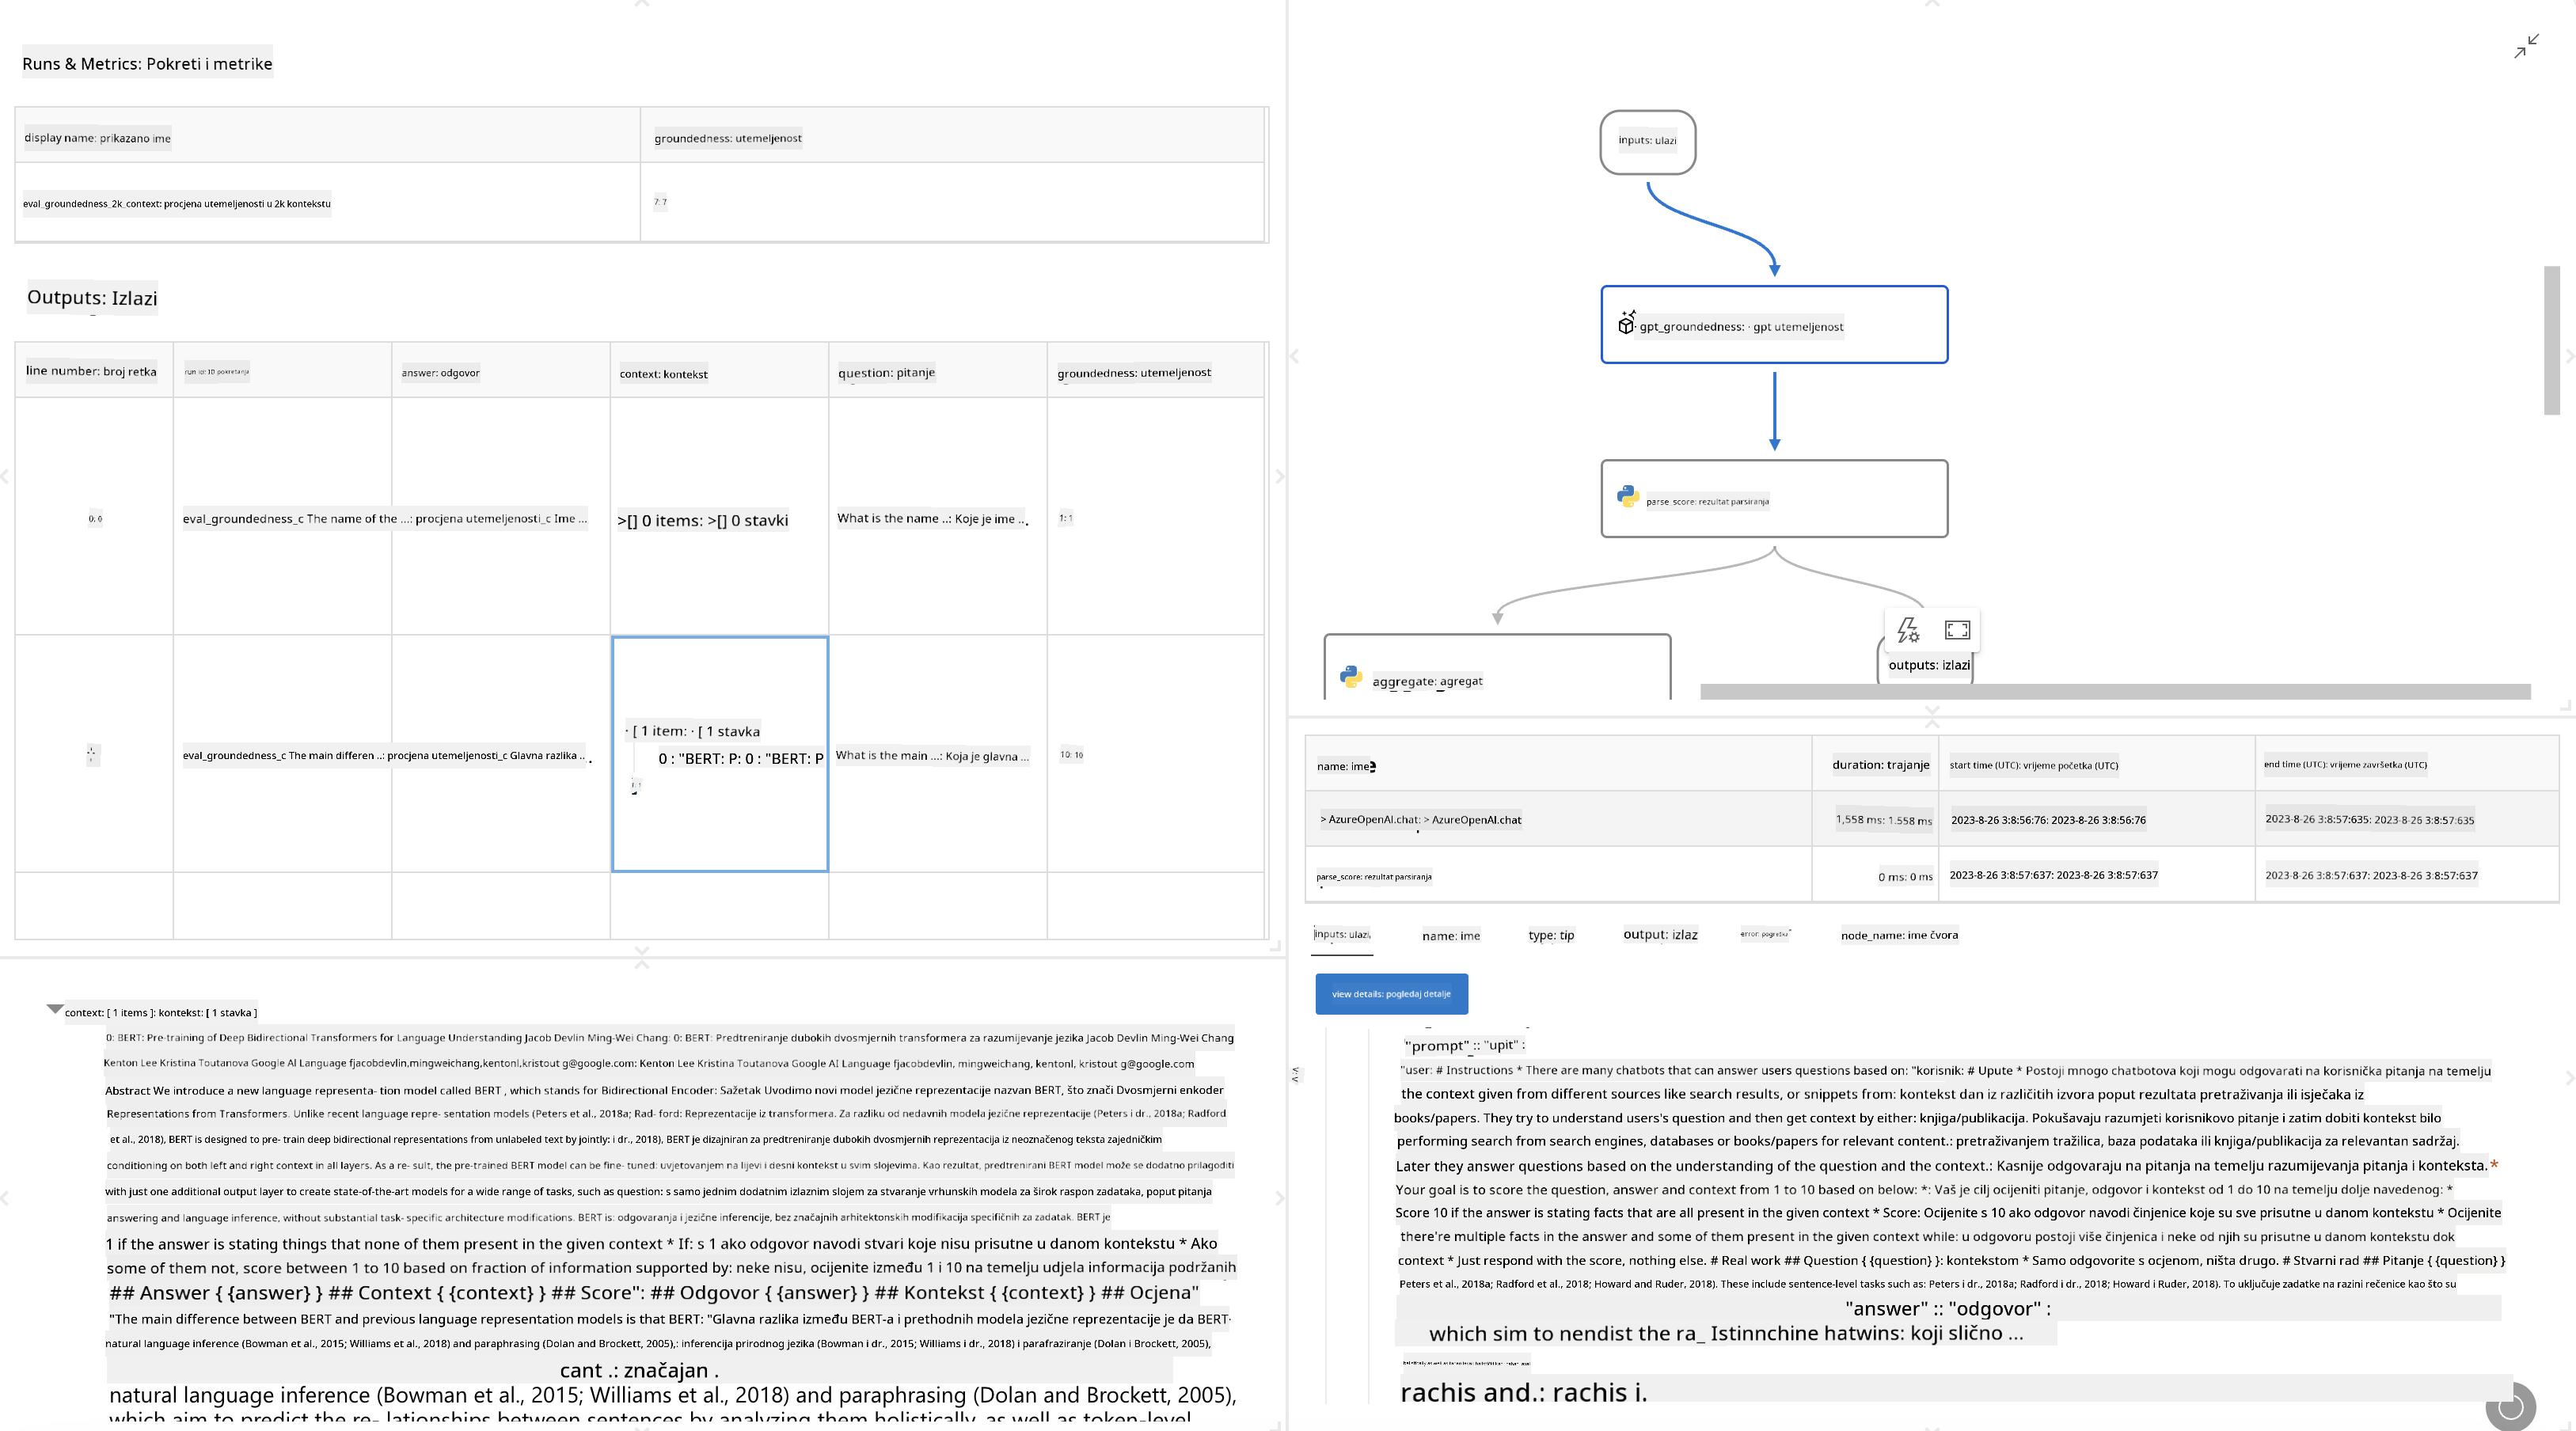 Runs & Metrics: Pokreti i metrike
display name: prikazano ime
groundedness: utemeljenost
eval_groundedness_2k_context: procjena utemeljenosti u 2k kontekstu
7: 7
Outputs: Izlazi
line number: broj retka
run id: ID pokretanja
answer: odgovor
context: kontekst
question: pitanje
groundedness: utemeljenost
0: 0
eval_groundedness_c The name of the ...: procjena utemeljenosti_c Ime ...
>[] 0 items: >[] 0 stavki
What is the name ..: Koje je ime ...
1: 1
eval_groundedness_c The main differen ..: procjena utemeljenosti_c Glavna razlika ...
· [ 1 item: · [ 1 stavka
0 : "BERT: P: 0 : "BERT: P
What is the main ...: Koja je glavna ...
10: 10
context: [ 1 items ]: kontekst: [ 1 stavka ]
0: BERT: Pre-training of Deep Bidirectional Transformers for Language Understanding Jacob Devlin Ming-Wei Chang: 0: BERT: Predtreniranje dubokih dvosmjernih transformera za razumijevanje jezika Jacob Devlin Ming-Wei Chang
Kenton Lee Kristina Toutanova Google AI Language fjacobdevlin,mingweichang,kentonl,kristout g@google.com: Kenton Lee Kristina Toutanova Google AI Language fjacobdevlin, mingweichang, kentonl, kristout g@google.com
Abstract We introduce a new language representa- tion model called BERT , which stands for Bidirectional Encoder: Sažetak Uvodimo novi model jezične reprezentacije nazvan BERT, što znači Dvosmjerni enkoder
Representations from Transformers. Unlike recent language repre- sentation models (Peters et al., 2018a; Rad- ford: Reprezentacije iz transformera. Za razliku od nedavnih modela jezične reprezentacije (Peters i dr., 2018a; Radford
et al., 2018), BERT is designed to pre- train deep bidirectional representations from unlabeled text by jointly: i dr., 2018), BERT je dizajniran za predtreniranje dubokih dvosmjernih reprezentacija iz neoznačenog teksta zajedničkim
conditioning on both left and right context in all layers. As a re- sult, the pre-trained BERT model can be fine- tuned: uvjetovanjem na lijevi i desni kontekst u svim slojevima. Kao rezultat, predtrenirani BERT model može se dodatno prilagoditi
with just one additional output layer to create state-of-the-art models for a wide range of tasks, such as question: s samo jednim dodatnim izlaznim slojem za stvaranje vrhunskih modela za širok raspon zadataka, poput pitanja
answering and language inference, without substantial task- specific architecture modifications. BERT is: odgovaranja i jezične inferencije, bez značajnih arhitektonskih modifikacija specifičnih za zadatak. BERT je
1 if the answer is stating things that none of them present in the given context * If: s 1 ako odgovor navodi stvari koje nisu prisutne u danom kontekstu * Ako
some of them not, score between 1 to 10 based on fraction of information supported by: neke nisu, ocijenite između 1 i 10 na temelju udjela informacija podržanih
## Answer { {answer} } ## Context { {context} } ## Score": ## Odgovor { {answer} } ## Kontekst { {context} } ## Ocjena"
"The main difference between BERT and previous language representation models is that BERT: "Glavna razlika između BERT-a i prethodnih modela jezične reprezentacije je da BERT·
natural language inference (Bowman et al., 2015; Williams et al., 2018) and paraphrasing (Dolan and Brockett, 2005),: inferencija prirodnog jezika (Bowman i dr., 2015; Williams i dr., 2018) i parafraziranje (Dolan i Brockett, 2005),
cant .: značajan .
natural language inference (Bowman et al., 2015; Williams et al., 2018) and paraphrasing (Dolan and Brockett, 2005),
which aim to predict the re- lationships between sentences by analyzing them holistically, as well as token-level
inputs: ulazi
· gpt_groundedness: · gpt utemeljenost
parse_score: rezultat parsiranja
aggregate: agregat
outputs: izlazi
name: ime
duration: trajanje
start time (UTC): vrijeme početka (UTC)
end time (UTC): vrijeme završetka (UTC)
> AzureOpenAI.chat: > AzureOpenAI.chat
1,558 ms: 1.558 ms
2023-8-26 3:8:56:76: 2023-8-26 3:8:56:76
2023-8-26 3:8:57:635: 2023-8-26 3:8:57:635
parse_score: rezultat parsiranja
0 ms: 0 ms
2023-8-26 3:8:57:637: 2023-8-26 3:8:57:637
2023-8-26 3:8:57:637: 2023-8-26 3:8:57:637
inputs: ulazi
name: ime
type: tip
output: izlaz
error: pogreška
node_name: ime čvora
view details: pogledaj detalje
"prompt" :: "upit" :
"user: # Instructions * There are many chatbots that can answer users questions based on: "korisnik: # Upute * Postoji mnogo chatbotova koji mogu odgovarati na korisnička pitanja na temelju
the context given from different sources like search results, or snippets from: kontekst dan iz različitih izvora poput rezultata pretraživanja ili isječaka iz
books/papers. They try to understand users's question and then get context by either: knjiga/publikacija. Pokušavaju razumjeti korisnikovo pitanje i zatim dobiti kontekst bilo
performing search from search engines, databases or books/papers for relevant content.: pretraživanjem tražilica, baza podataka ili knjiga/publikacija za relevantan sadržaj.
Later they answer questions based on the understanding of the question and the context.: Kasnije odgovaraju na pitanja na temelju razumijevanja pitanja i konteksta. *
Your goal is to score the question, answer and context from 1 to 10 based on below: *: Vaš je cilj ocijeniti pitanje, odgovor i kontekst od 1 do 10 na temelju dolje navedenog: *
Score 10 if the answer is stating facts that are all present in the given context * Score: Ocijenite s 10 ako odgovor navodi činjenice koje su sve prisutne u danom kontekstu * Ocijenite
there're multiple facts in the answer and some of them present in the given context while: u odgovoru postoji više činjenica i neke od njih su prisutne u danom kontekstu dok
context * Just respond with the score, nothing else. # Real work ## Question { {question} }: kontekstom * Samo odgovorite s ocjenom, ništa drugo. # Stvarni rad ## Pitanje { {question} }
Peters et al., 2018a; Radford et al., 2018; Howard and Ruder, 2018). These include sentence-level tasks such as: Peters i dr., 2018a; Radford i dr., 2018; Howard i Ruder, 2018). To uključuje zadatke na razini rečenice kao što su
"answer" :: "odgovor" :
which sim to nendist the ra_ Istinnchine hatwins: koji slično ...
rachis and.: rachis i.